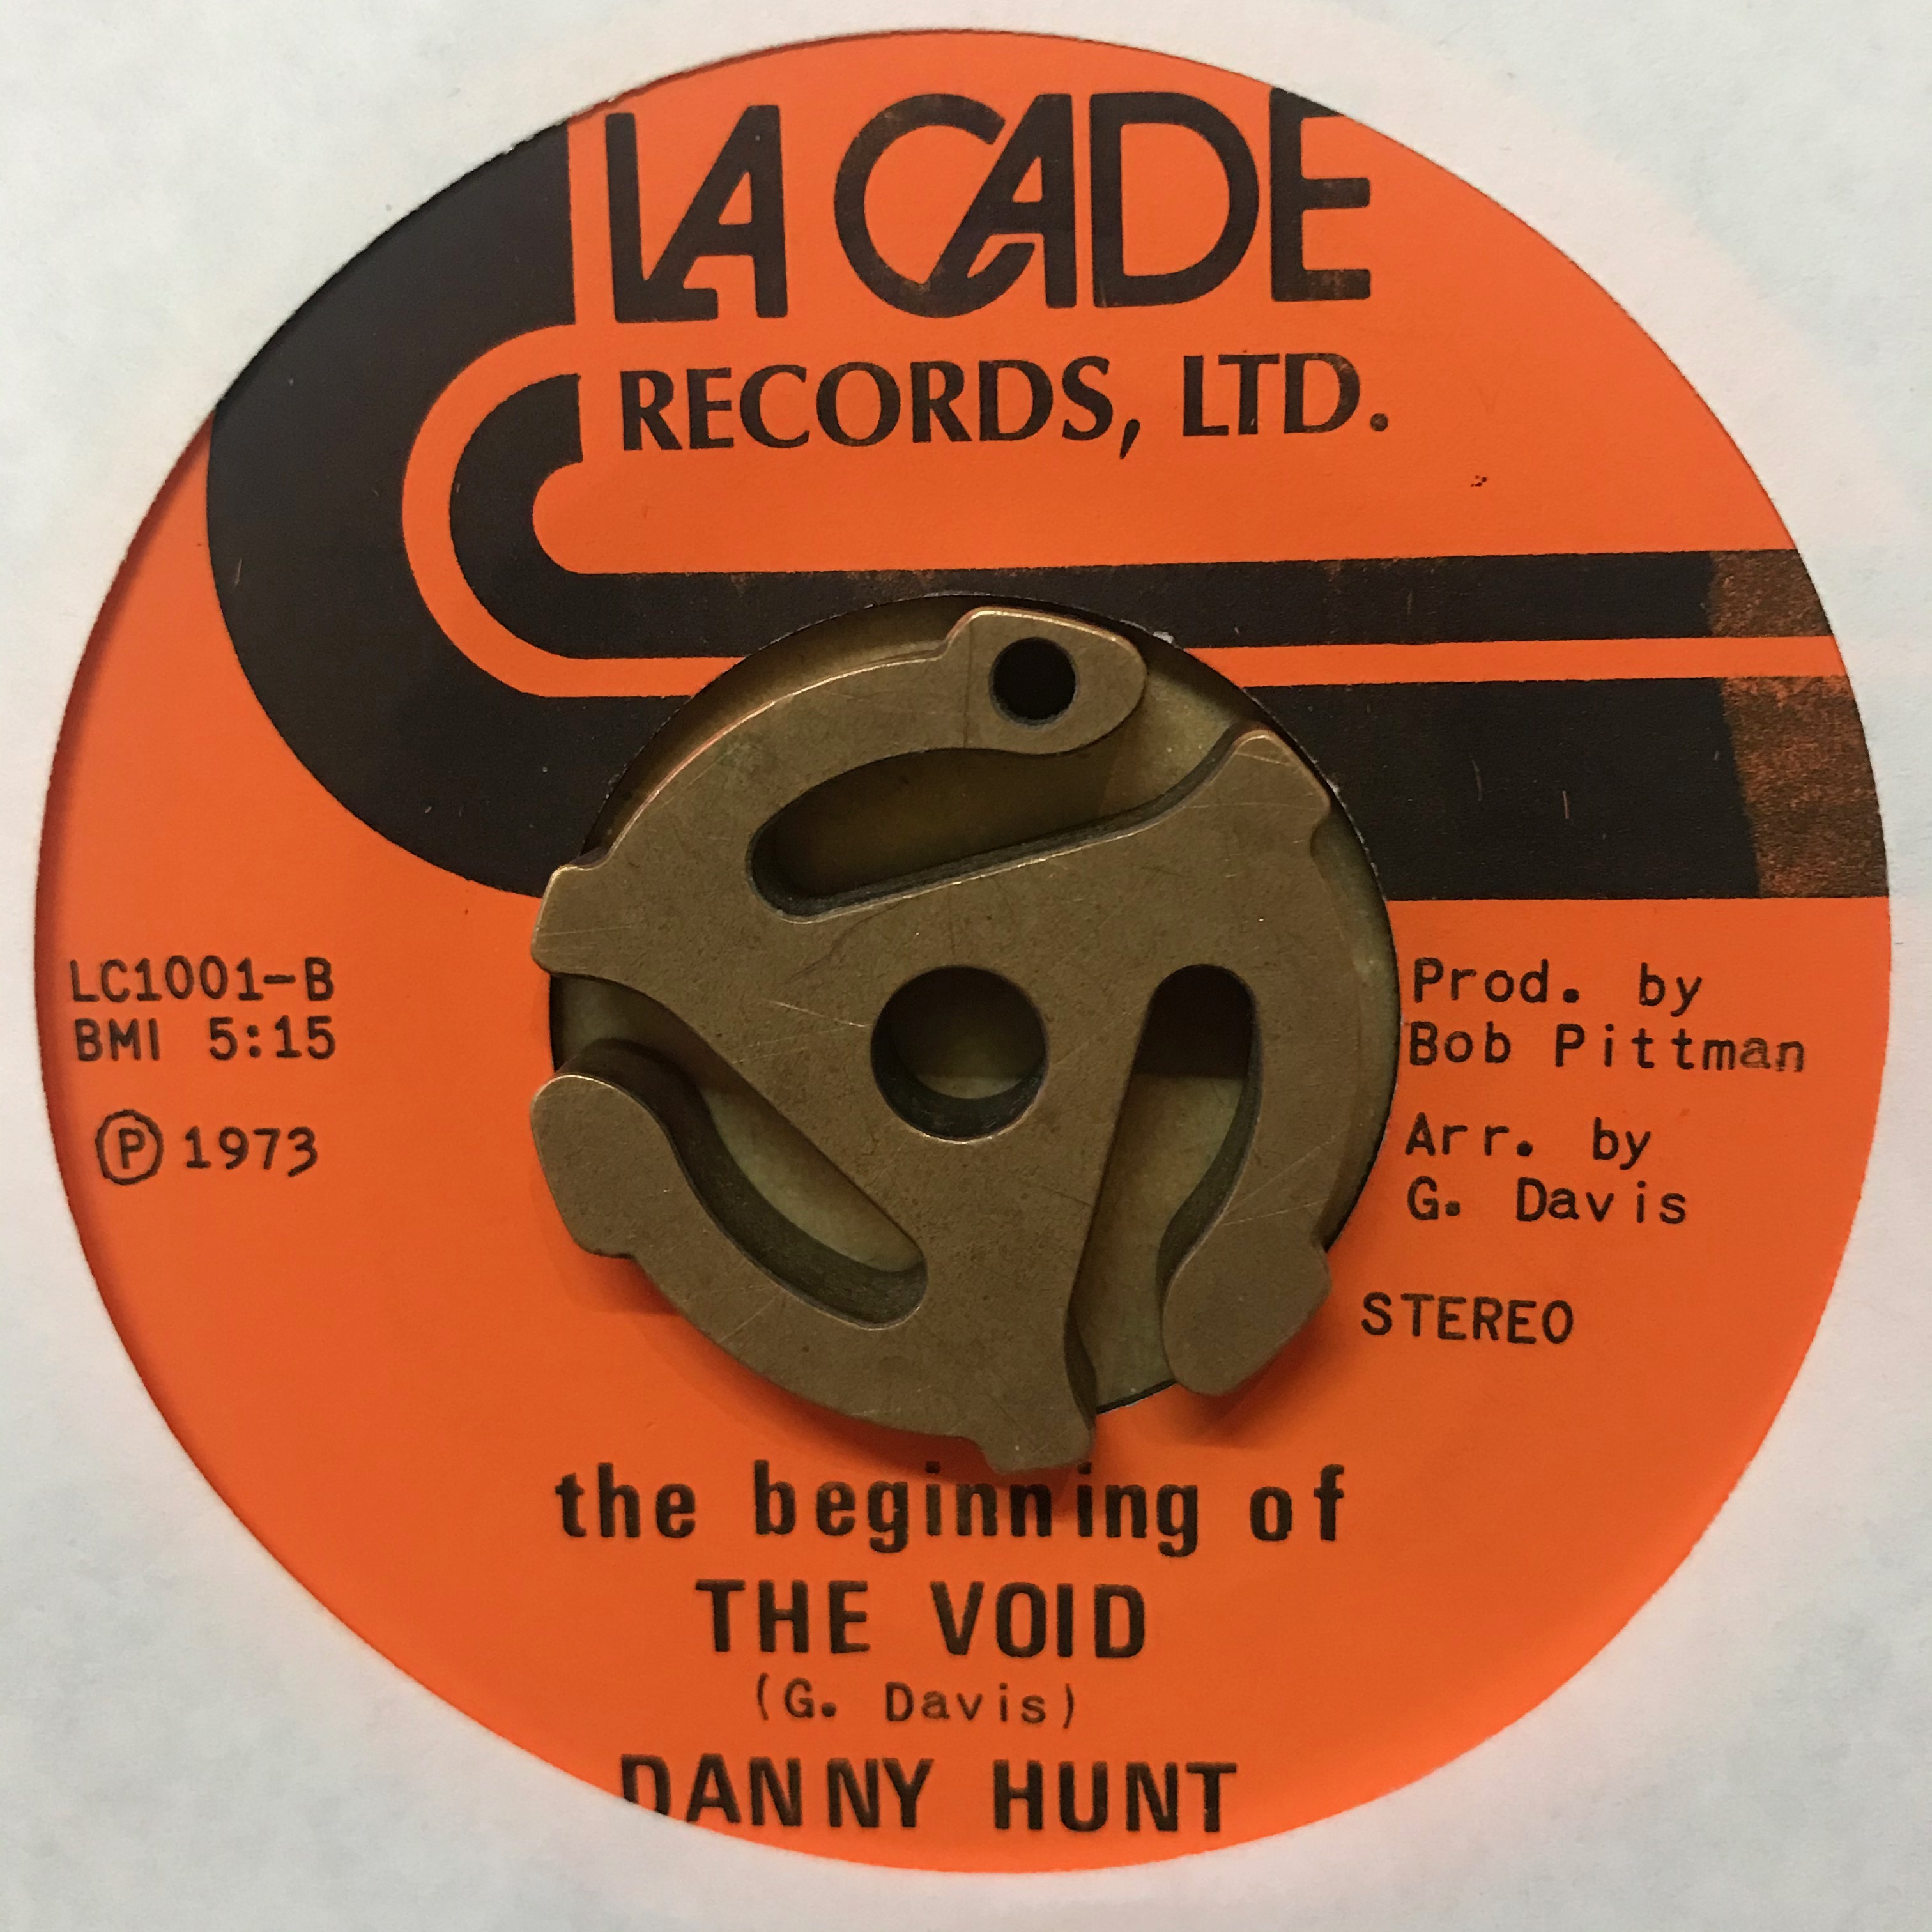 LA CADE
RECORDS, LTD.
LC1001-B
BMI 5:15
Ⓟ 1973
Prod. by
Bob Pittman
Arr. by
G. Davis
STEREO
the beginning of
THE VOID
(G. Davis)
DANNY HUNT